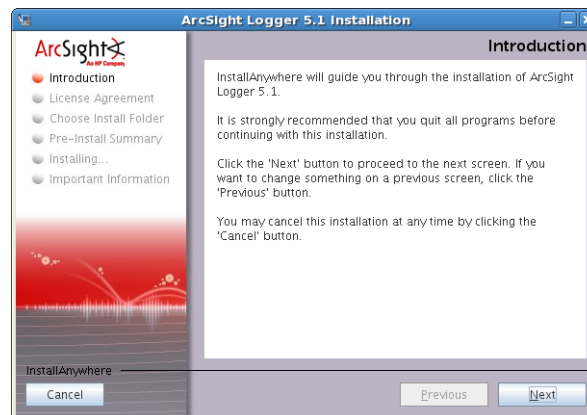 ArcSight Logger 5.1 Installation
ArcSight
An HP Company
Introduction
License Agreement
Choose Install Folder
Pre-Install Summary
Installing...
Important Information
Introduction
InstallAnywhere will guide you through the installation of ArcSight
Logger 5.1.
It is strongly recommended that you quit all programs before
continuing with this installation.
Click the 'Next' button to proceed to the next screen. If you
want to change something on a previous screen, click the
'Previous' button.
You may cancel this installation at any time by clicking the
'Cancel' button.
InstallAnywhere
Cancel
Previous
Next